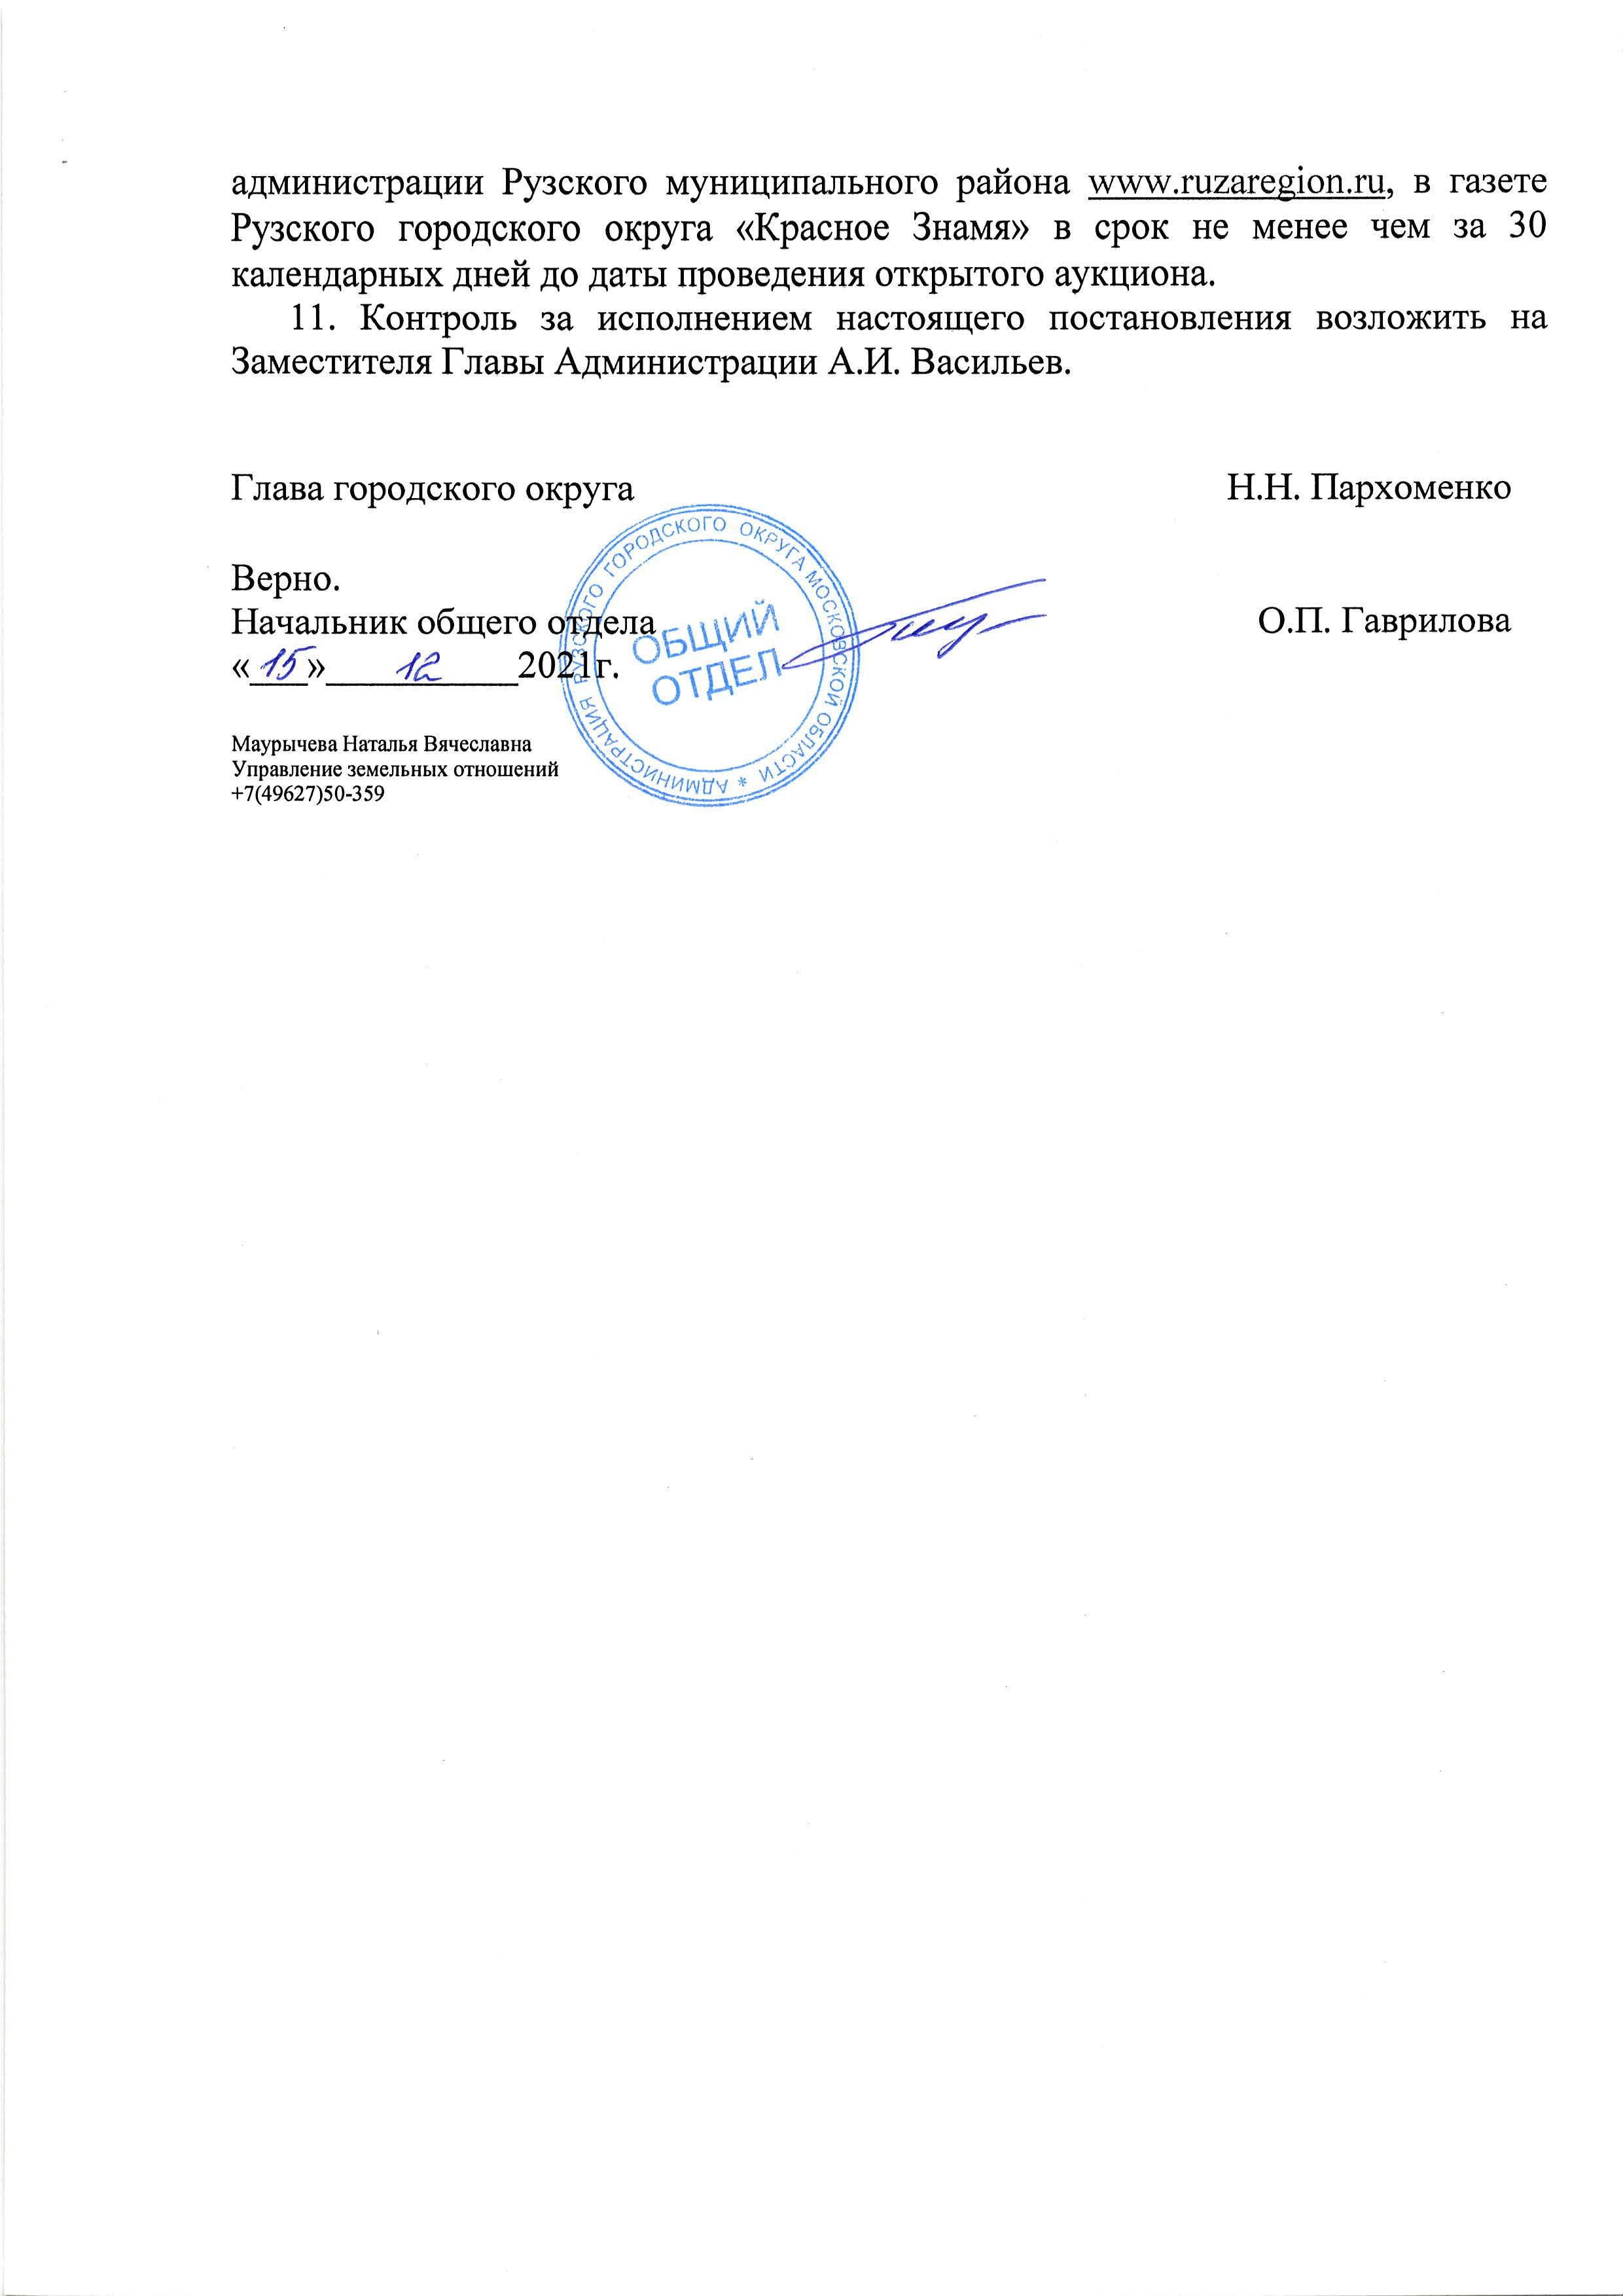 администрации Рузского муниципального района www.ruzaregion.ru, в газете
Рузского городского округа «Красное Знамя» в срок не менее чем за 30
календарных дней до даты проведения открытого аукциона.
11. Контроль за исполнением настоящего постановления возложить на
Заместителя Главы Администрации А.И. Васильев.
Глава городского округа Н.Н. Пархоменко
Верно.
Начальник общего отдела О.П. Гаврилова
«15» 12 2021г.
АДМИНИСТРАЦИЯ РУЗСКОГО ГОРОДСКОГО ОКРУГА МОСКОВСКОЙ ОБЛАСТИ *
ОБЩИЙ
ОТДЕЛ
Маурычева Наталья Вячеславна
Управление земельных отношений
+7(49627)50-359